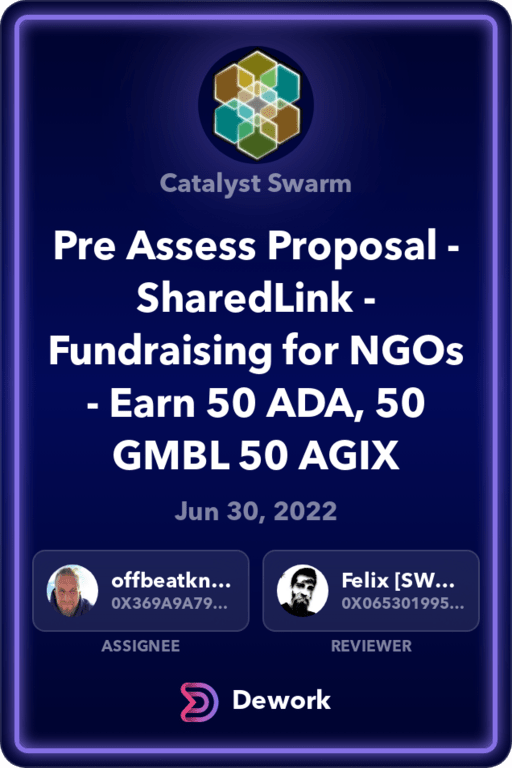 Catalyst Swarm
Pre Assess Proposal -
SharedLink -
Fundraising for NGOs
- Earn 50 ADA, 50
GMBL 50 AGIX
Jun 30, 2022
offbeatkn...
0X369A9A79...
ASSIGNEE
Felix [SW...
0X065301995...
REVIEWER
Dework